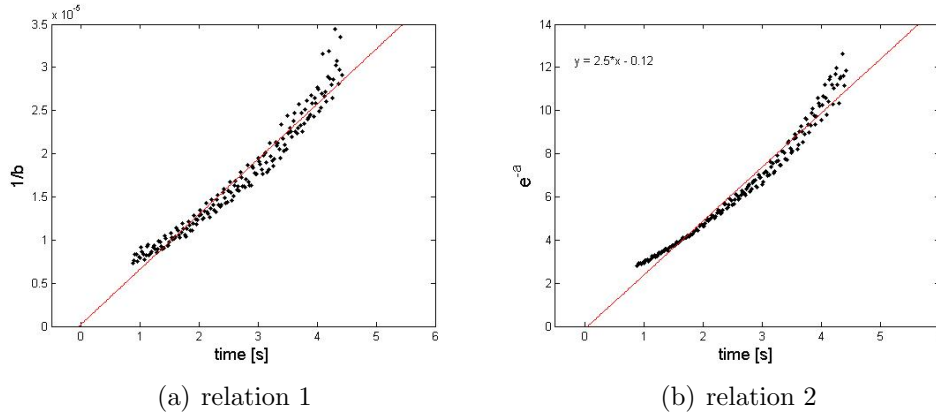 x 10^-5
3.5
3
2.5
2
1.5
1
0.5
0
1/b
0 1 2 3 4 5 6
time [s]
(a) relation 1
14
12
10
8
6
4
2
0
e^-a
y = 2.5*x - 0.12
0 1 2 3 4 5
time [s]
(b) relation 2